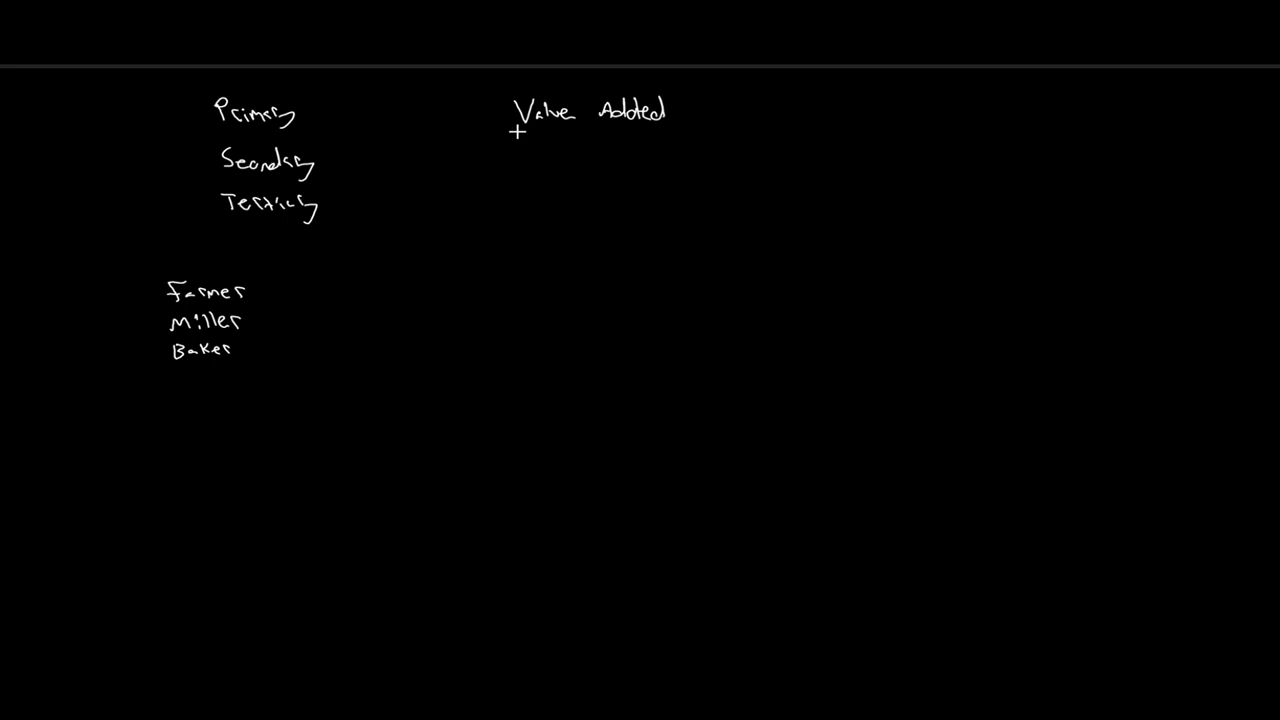 Primary
Value Added
Secondary
Tertiary
Farmer
Miller
Baker